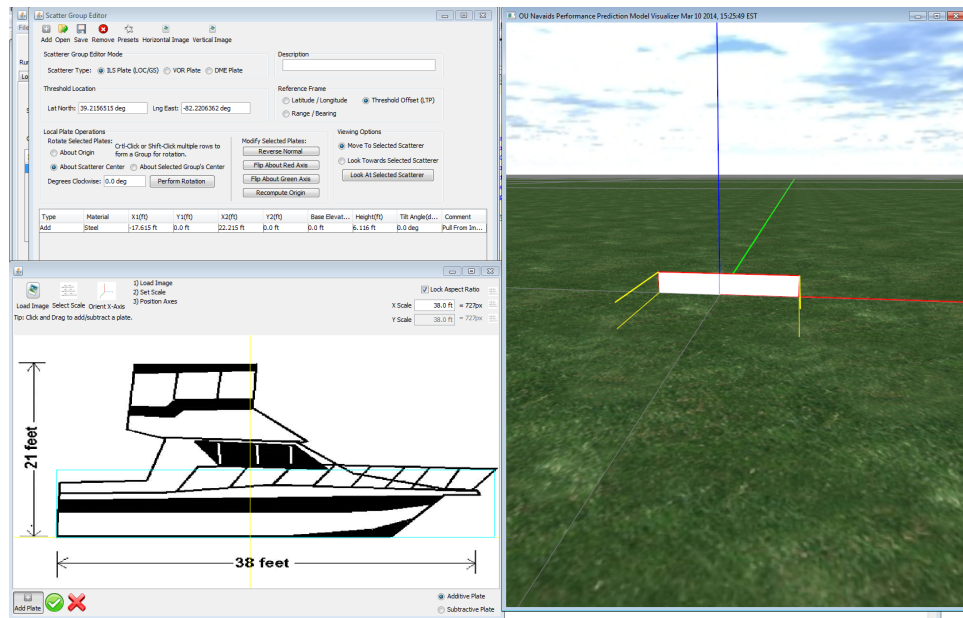 Scatter Group Editor
File
Add Open Save Remove Presets Horizontal Image Vertical Image
Scatterer Group Editor Mode
Scatterer Type: ILS Plate (LOC/GS) VOR Plate DME Plate
Description
Threshold Location
Lat North: 39.2156515 deg Lng East: -82.2206362 deg
Reference Frame
Latitude / Longitude Threshold Offset (LTP)
Range / Bearing
Local Plate Operations
Rotate Selected Plates:
About Origin
Crtl-Click or Shift-Click multiple rows to
form a Group for rotation.
About Scatterer Center About Selected Group's Center
Degrees Clockwise: 0.0 deg Perform Rotation
Modify Selected Plates:
Reverse Normal
Flip About Red Axis
Flip About Green Axis
Recompute Origin
Viewing Options
Move To Selected Scatterer
Look Towards Selected Scatterer
Look At Selected Scatterer
Type Material X1(ft) Y1(ft) X2(ft) Y2(ft) Base Elevat... Height(ft) Tilt Angle(d... Comment
Add Steel -17.615 ft 0.0 ft 22.215 ft 0.0 ft 0.0 ft 6.116 ft 0.0 deg Pull From Im...
Load Image Select Scale Orient X-Axis
1) Load Image
2) Set Scale
3) Position Axes
Tip: Click and Drag to add/subtract a plate.
Lock Aspect Ratio
X Scale 38.0 ft = 727px
Y Scale 38.0 ft = 727px
21 feet
38 feet
Add Plate
Additive Plate
Subtractive Plate
OU Navaids Performance Prediction Model Visualizer Mar 10 2014, 15:25:49 EST